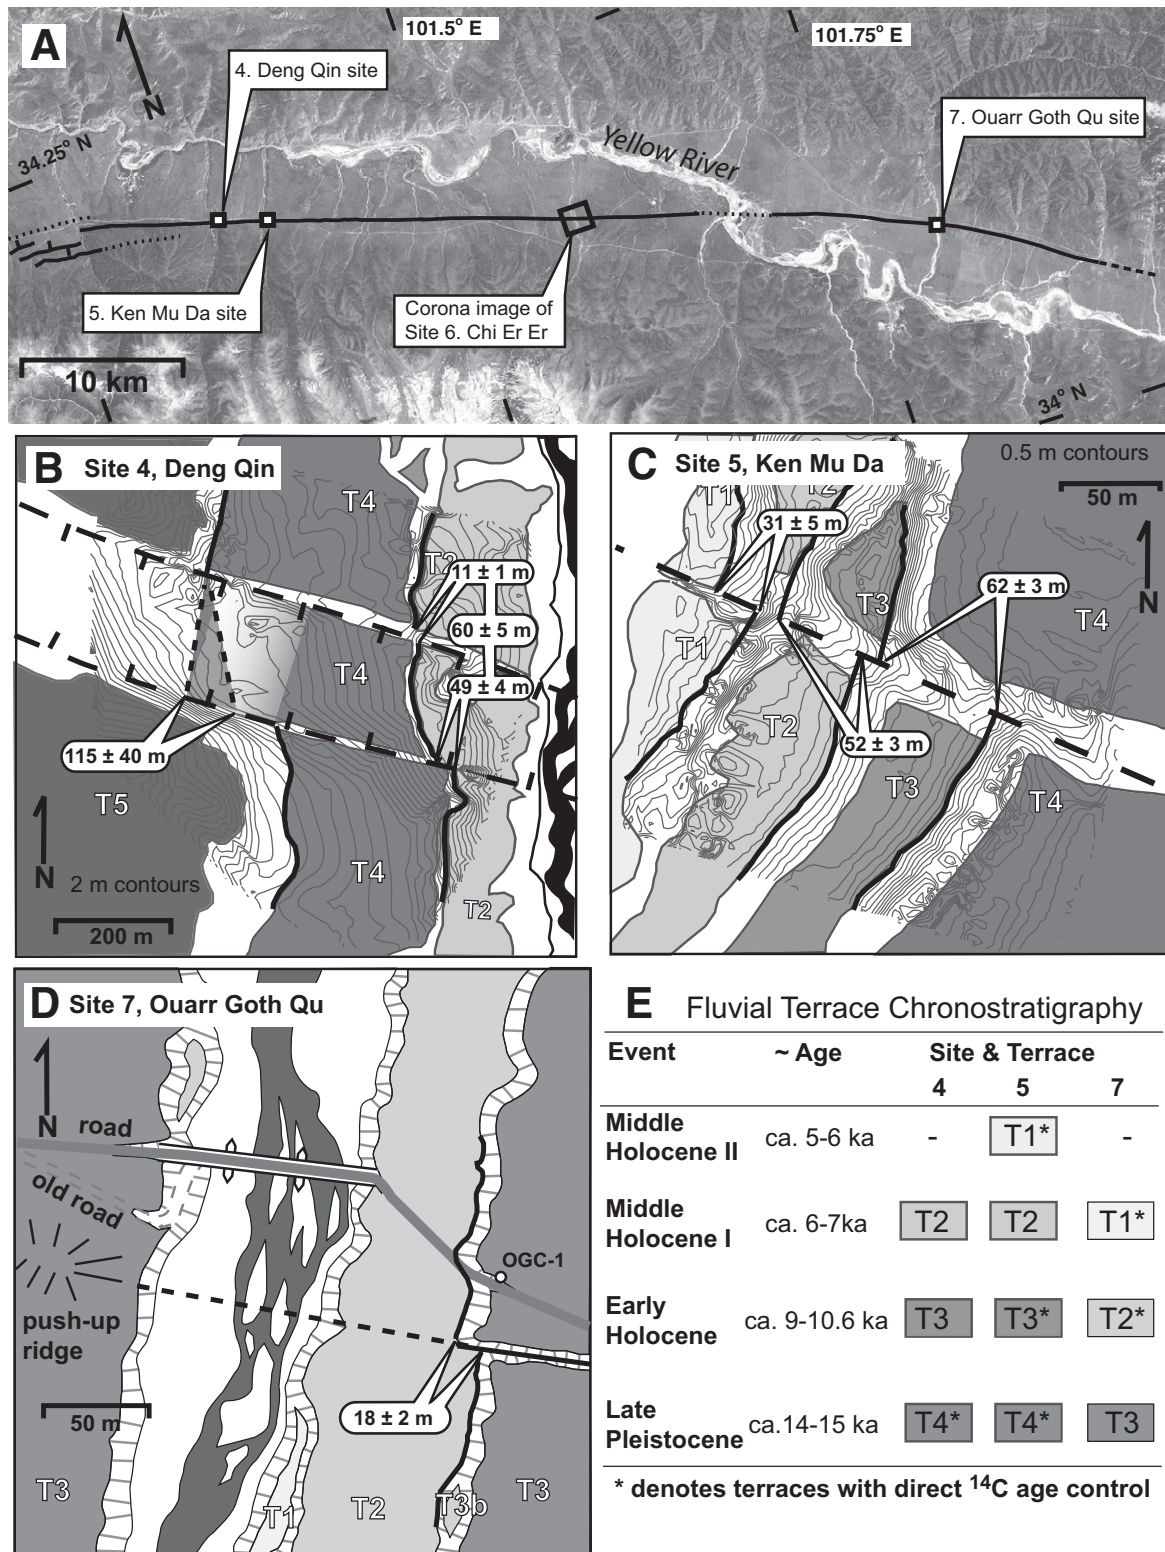 A
101.5° E
101.75° E
4. Deng Qin site
N
34.25° N
Yellow River
7. Ouarr Goth Qu site
5. Ken Mu Da site
Corona image of
Site 6. Chi Er Er
10 km
34° N
B Site 4, Deng Qin
T4
T2
11 ± 1 m
60 ± 5 m
49 ± 4 m
T4
115 ± 40 m
T5
T4
T2
N
2 m contours
200 m
C Site 5, Ken Mu Da
0.5 m contours
50 m
T1
T2
31 ± 5 m
62 ± 3 m
N
T3
T4
T1
T2
52 ± 3 m
T3
T4
D Site 7, Ouarr Goth Qu
N
road
old road
OGC-1
push-up
ridge
50 m
18 ± 2 m
T3
T1
T2
T3b
T3
E Fluvial Terrace Chronostratigraphy
Event ~ Age Site & Terrace
4 5 7
Middle
Holocene II ca. 5-6 ka - T1* -
Middle
Holocene I ca. 6-7ka T2 T2 T1*
Early
Holocene ca. 9-10.6 ka T3 T3* T2*
Late
Pleistocene ca.14-15 ka T4* T4* T3
* denotes terraces with direct ¹⁴C age control